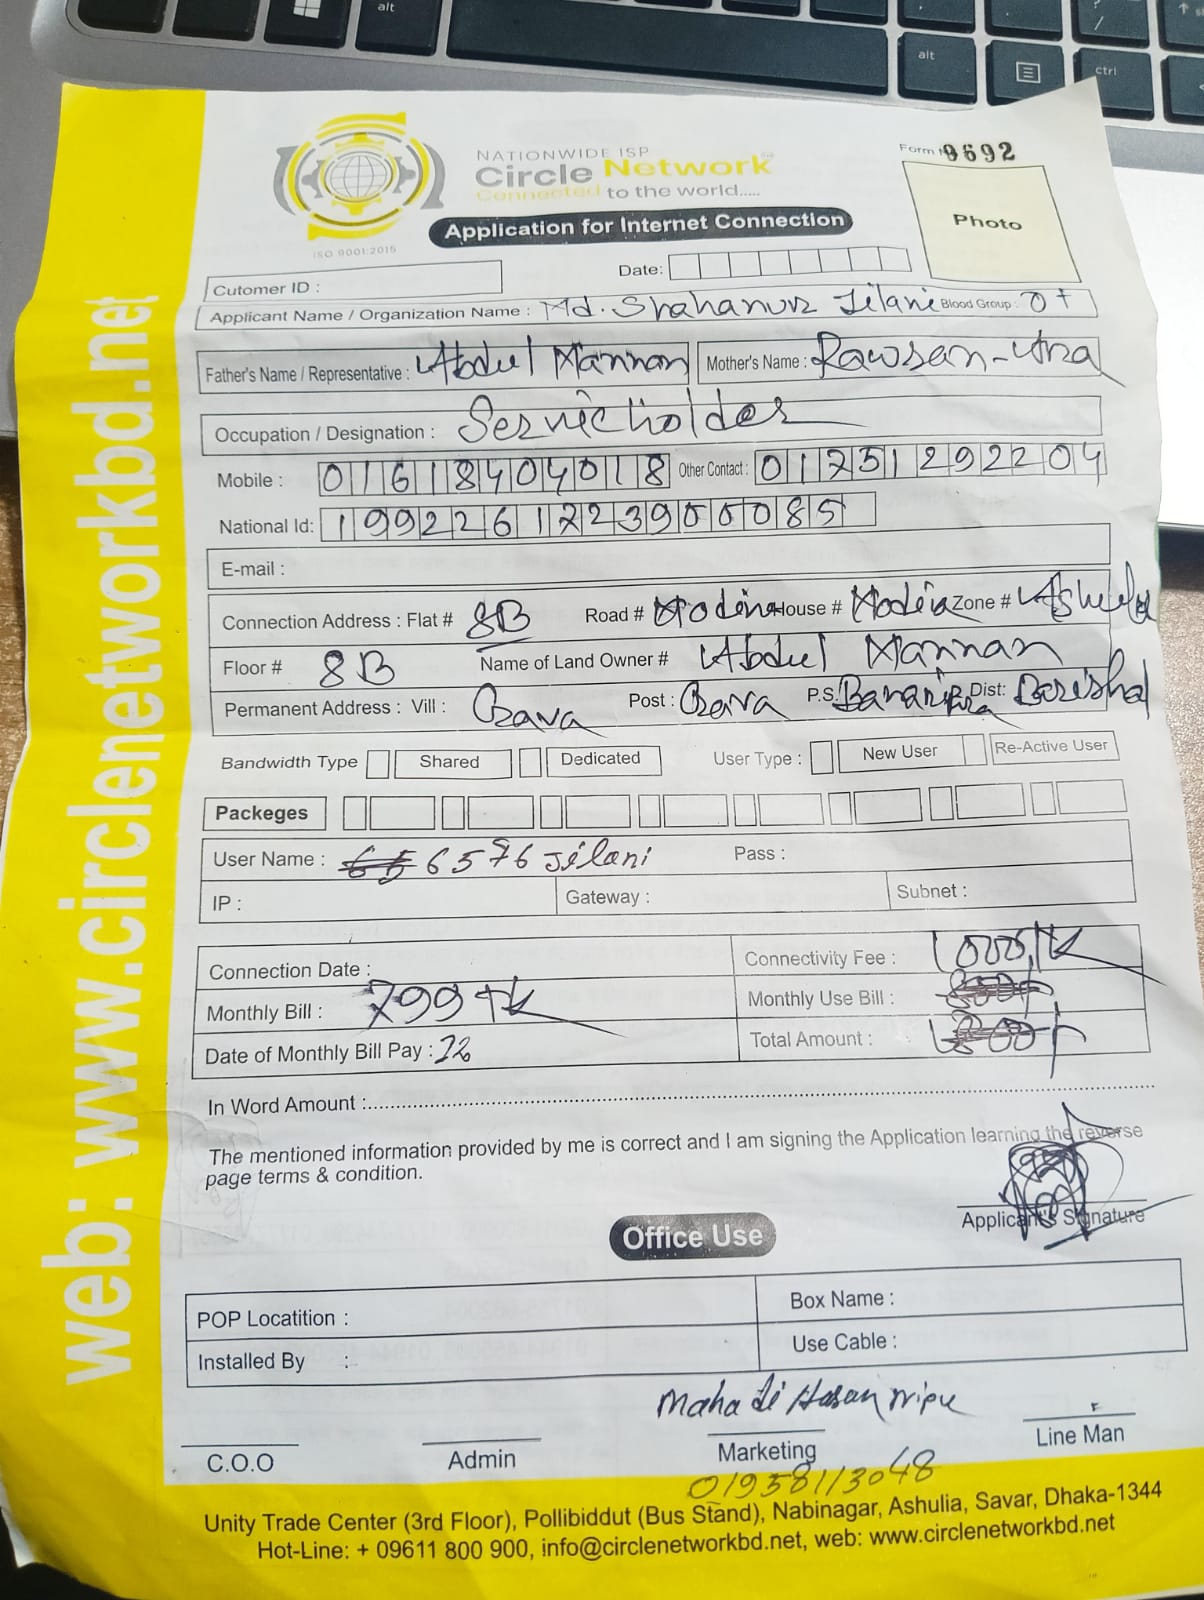 alt
alt
ctrl
web: www.circlenetworkbd.net
ISO 9001:2015
NATIONWIDE ISP
Circle Network
Connected to the world.....
Form 9692
Photo
Application for Internet Connection
Date:
Cutomer ID :
Applicant Name / Organization Name : Md. Shahanur Jilani Blood Group : O+
Father's Name / Representative : Abdul Mannan Mother's Name : Rawsan-Ara
Occupation / Designation : Service holder
Mobile : 01618404018 Other Contact : 01751292204
National Id: 19922612239000085
E-mail :
Connection Address : Flat # 8B Road # Modina House # Modeia Zone # Ashulia
Floor # 8B Name of Land Owner # Abdul Mannan
Permanent Address : Vill : Post : P.S. Banaripara Dist: Borishal
Bandwidth Type Shared Dedicated User Type : New User Re-Active User
Packeges
User Name : 6576 jilani Pass :
IP : Gateway : Subnet :
Connection Date : Connectivity Fee : 1000/TK
Monthly Bill : 799 TK Monthly Use Bill :
Date of Monthly Bill Pay : 12 Total Amount :
In Word Amount :
The mentioned information provided by me is correct and I am signing the Application learning the reverse
page terms & condition.
Applicant's Signature
Office Use
POP Locatition : Box Name :
Installed By : Use Cable :
Mahadi Hasan nipu
C.O.O Admin Marketing Line Man
01958113048
Unity Trade Center (3rd Floor), Pollibiddut (Bus Stand), Nabinagar, Ashulia, Savar, Dhaka-1344
Hot-Line: + 09611 800 900, info@circlenetworkbd.net, web: www.circlenetworkbd.net